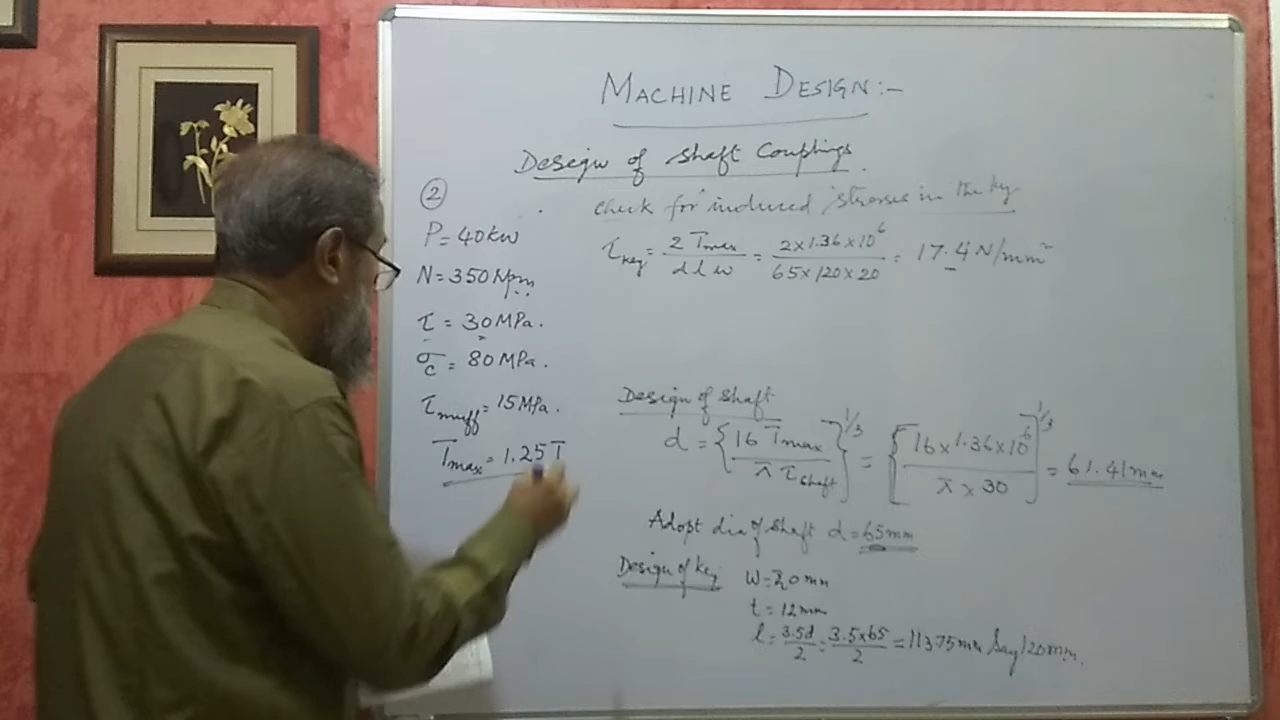 MACHINE DESIGN:-
Design of Shaft Couplings.
②
P = 40kW
N = 350 rpm
τ = 30MPa.
σc = 80MPa.
τmuff = 15MPa.
Tmax = 1.25T
check for induced stresses in the key
τkey = 2 Tmax / d l w = 2×1.36×10^6 / 65×120×20 = 17.4 N/mm²
Design of shaft
d = {16 Tmax / π τshaft}^1/3 = [16×1.36×10^6 / π×30]^1/3 = 61.41mm
Adopt dia of shaft d = 65mm
Design of key w = 20mm
t = 12mm
l = 3.5d/2 = 3.5×65/2 = 113.75mm Say 120mm.